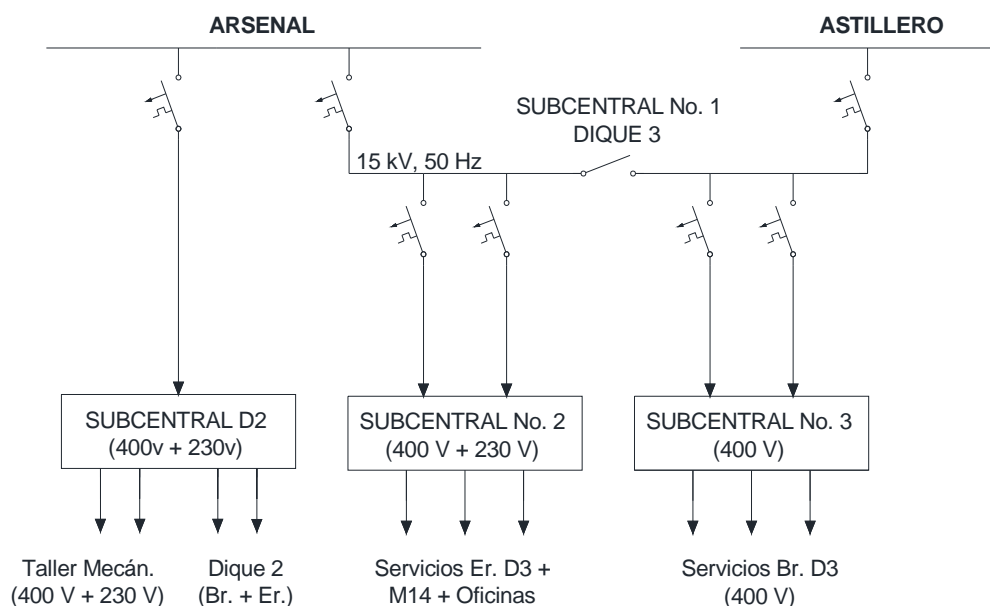 ARSENAL
ASTILLERO
SUBCENTRAL No. 1
DIQUE 3
15 kV, 50 Hz
SUBCENTRAL D2
(400v + 230v)
SUBCENTRAL No. 2
(400 V + 230 V)
SUBCENTRAL No. 3
(400 V)
Taller Mecán.
(400 V + 230 V)
Dique 2
(Br. + Er.)
Servicios Er. D3 +
M14 + Oficinas
Servicios Br. D3
(400 V)